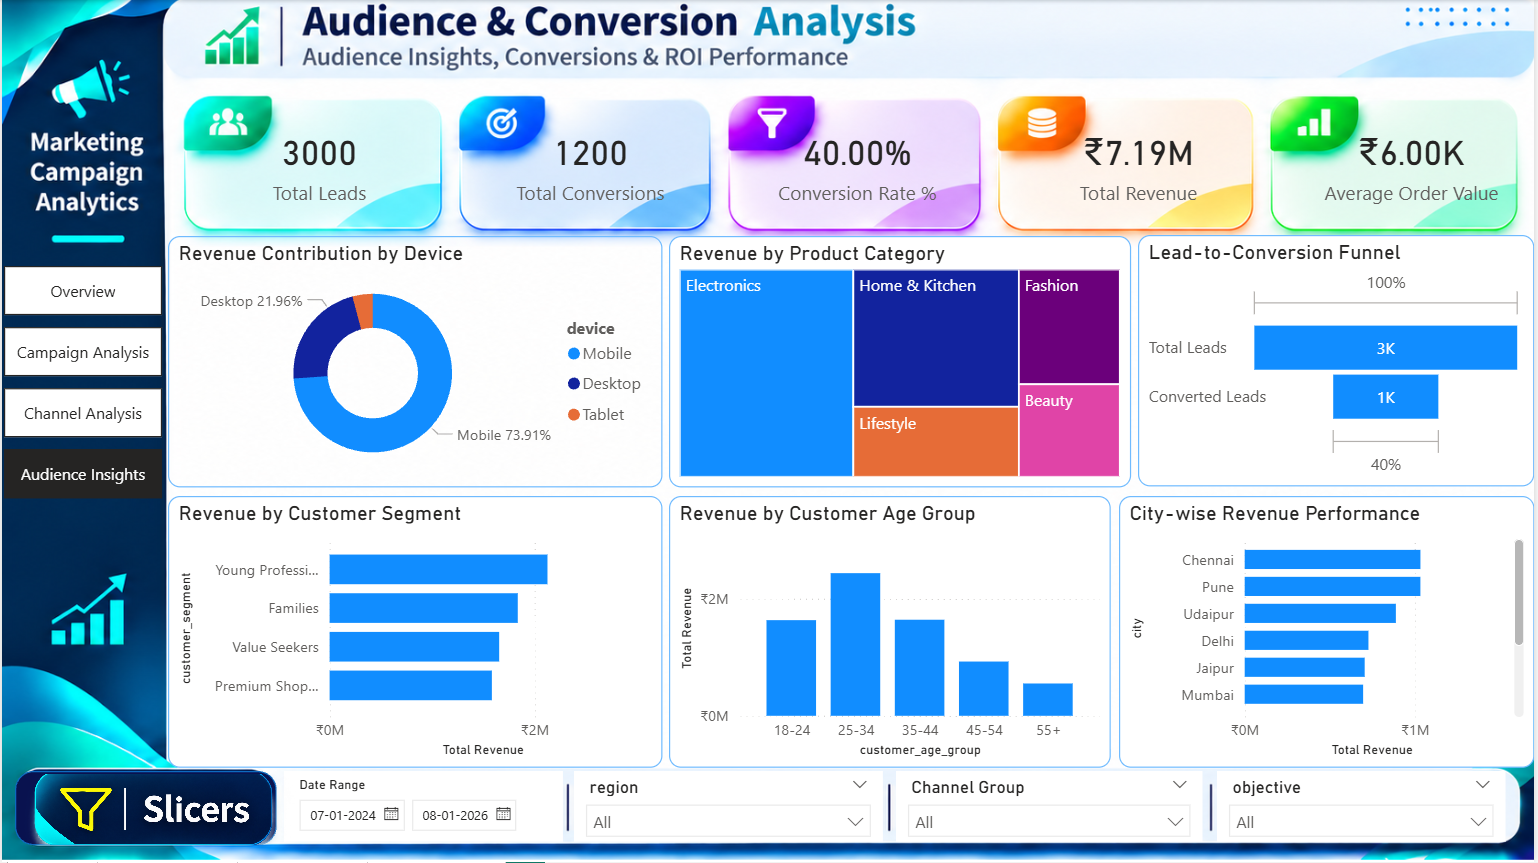 Audience & Conversion Analysis
Audience Insights, Conversions & ROI Performance
Marketing
Campaign
Analytics
Overview
Campaign Analysis
Channel Analysis
Audience Insights
3000
Total Leads
1200
Total Conversions
40.00%
Conversion Rate %
₹7.19M
Total Revenue
₹6.00K
Average Order Value
Revenue Contribution by Device
Desktop 21.96%
Mobile 73.91%
device
Mobile
Desktop
Tablet
Revenue by Product Category
Electronics
Home & Kitchen
Lifestyle
Fashion
Beauty
Lead-to-Conversion Funnel
100%
Total Leads
3K
Converted Leads
1K
40%
Revenue by Customer Segment
customer_segment
Young Professi...
Families
Value Seekers
Premium Shop...
₹0M
₹2M
Total Revenue
Revenue by Customer Age Group
Total Revenue
₹2M
₹0M
18-24
25-34
35-44
45-54
55+
customer_age_group
City-wise Revenue Performance
city
Chennai
Pune
Udaipur
Delhi
Jaipur
Mumbai
₹0M
₹1M
Total Revenue
Slicers
Date Range
07-01-2024
08-01-2026
region
All
Channel Group
All
objective
All